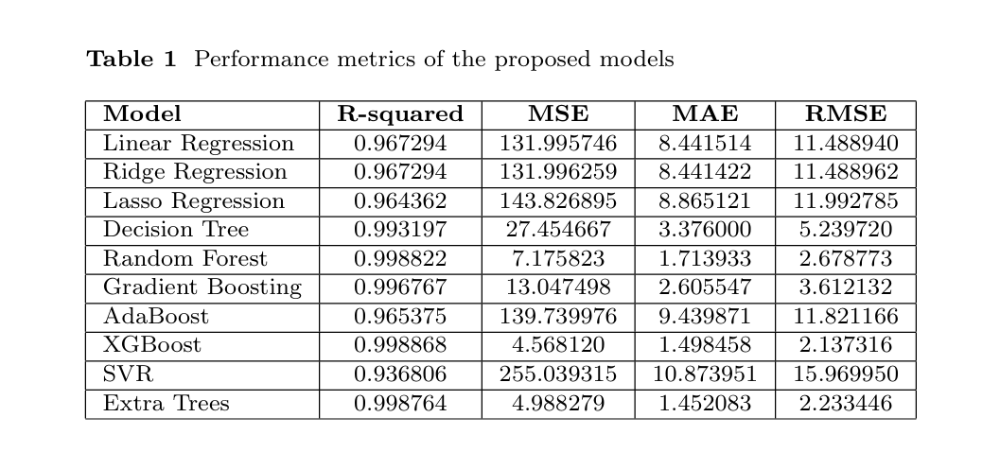 Table 1 Performance metrics of the proposed models
Model R-squared MSE MAE RMSE
Linear Regression 0.967294 131.995746 8.441514 11.488940
Ridge Regression 0.967294 131.996259 8.441422 11.488962
Lasso Regression 0.964362 143.826895 8.865121 11.992785
Decision Tree 0.993197 27.454667 3.376000 5.239720
Random Forest 0.998822 7.175823 1.713933 2.678773
Gradient Boosting 0.996767 13.047498 2.605547 3.612132
AdaBoost 0.965375 139.739976 9.439871 11.821166
XGBoost 0.998868 4.568120 1.498458 2.137316
SVR 0.936806 255.039315 10.873951 15.969950
Extra Trees 0.998764 4.988279 1.452083 2.233446